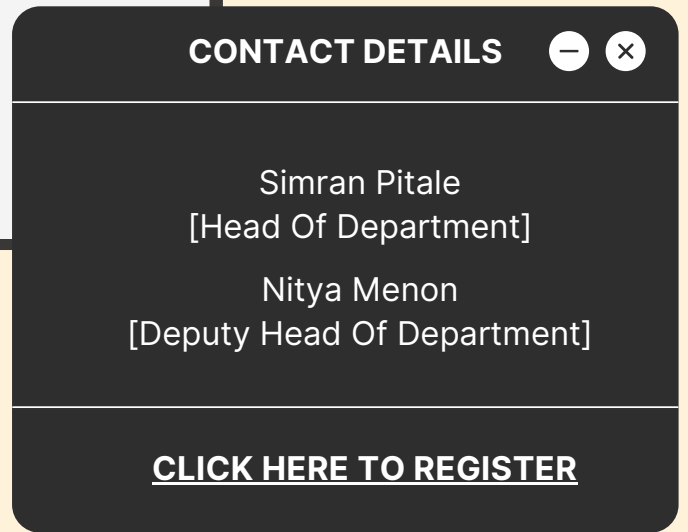 CONTACT DETAILS
Simran Pitale
[Head Of Department]
Nitya Menon
[Deputy Head Of Department]
CLICK HERE TO REGISTER